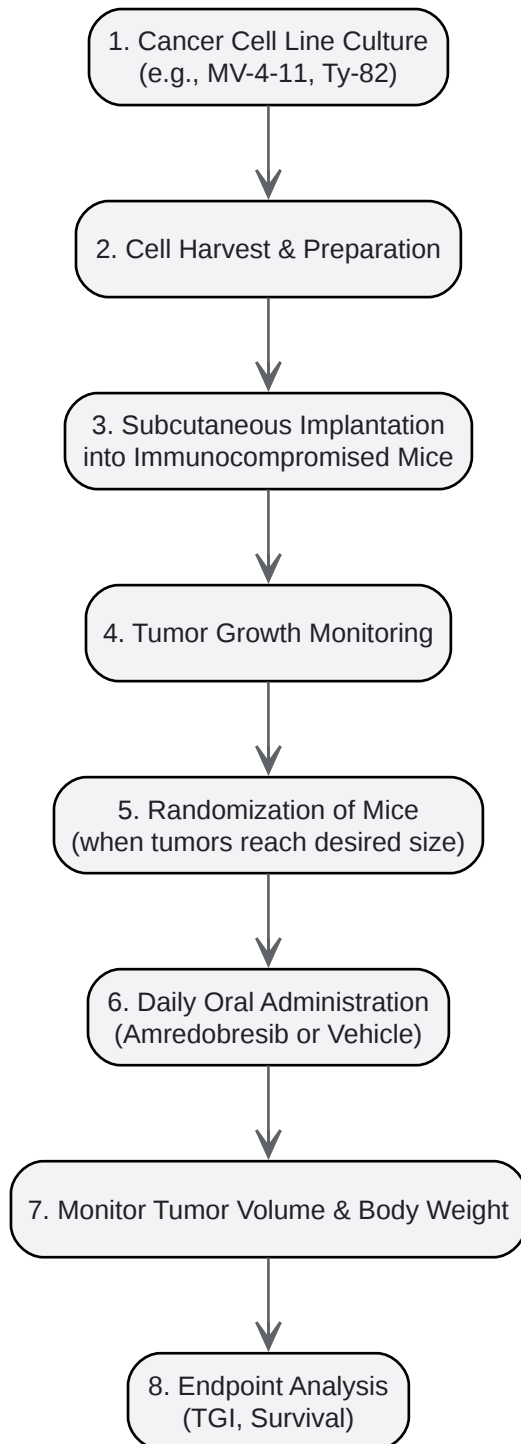 1. Cancer Cell Line Culture
(e.g., MV-4-11, Ty-82)
2. Cell Harvest & Preparation
3. Subcutaneous Implantation
into Immunocompromised Mice
4. Tumor Growth Monitoring
5. Randomization of Mice
(when tumors reach desired size)
6. Daily Oral Administration
(Amredobresib or Vehicle)
7. Monitor Tumor Volume & Body Weight
8. Endpoint Analysis
(TGI, Survival)